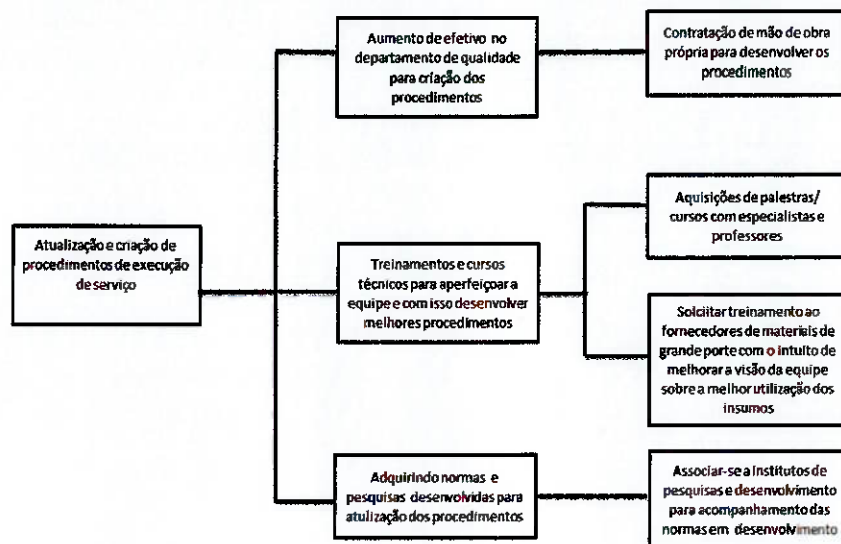 Aumento de efetivo no
departamento de qualidade
para criação dos
procedimentos
Contratação de mão de obra
própria para desenvolver os
procedimentos
Aquisições de palestras/
cursos com especialistas e
professores
Atualização e criação de
procedimentos de execução
de serviço
Treinamentos e cursos
técnicos para aperfeiçoar a
equipe e com isso desenvolver
melhores procedimentos
Solicitar treinamento ao
fornecedores de materiais de
grande porte com o intuito de
melhorar a visão da equipe
sobre a melhor utilização dos
insumos
Adquirindo normas e
pesquisas desenvolvidas para
atulização dos procedimentos
Associar-se a institutos de
pesquisas e desenvolvimento
para acompanhamento das
normas em desenvolvimento